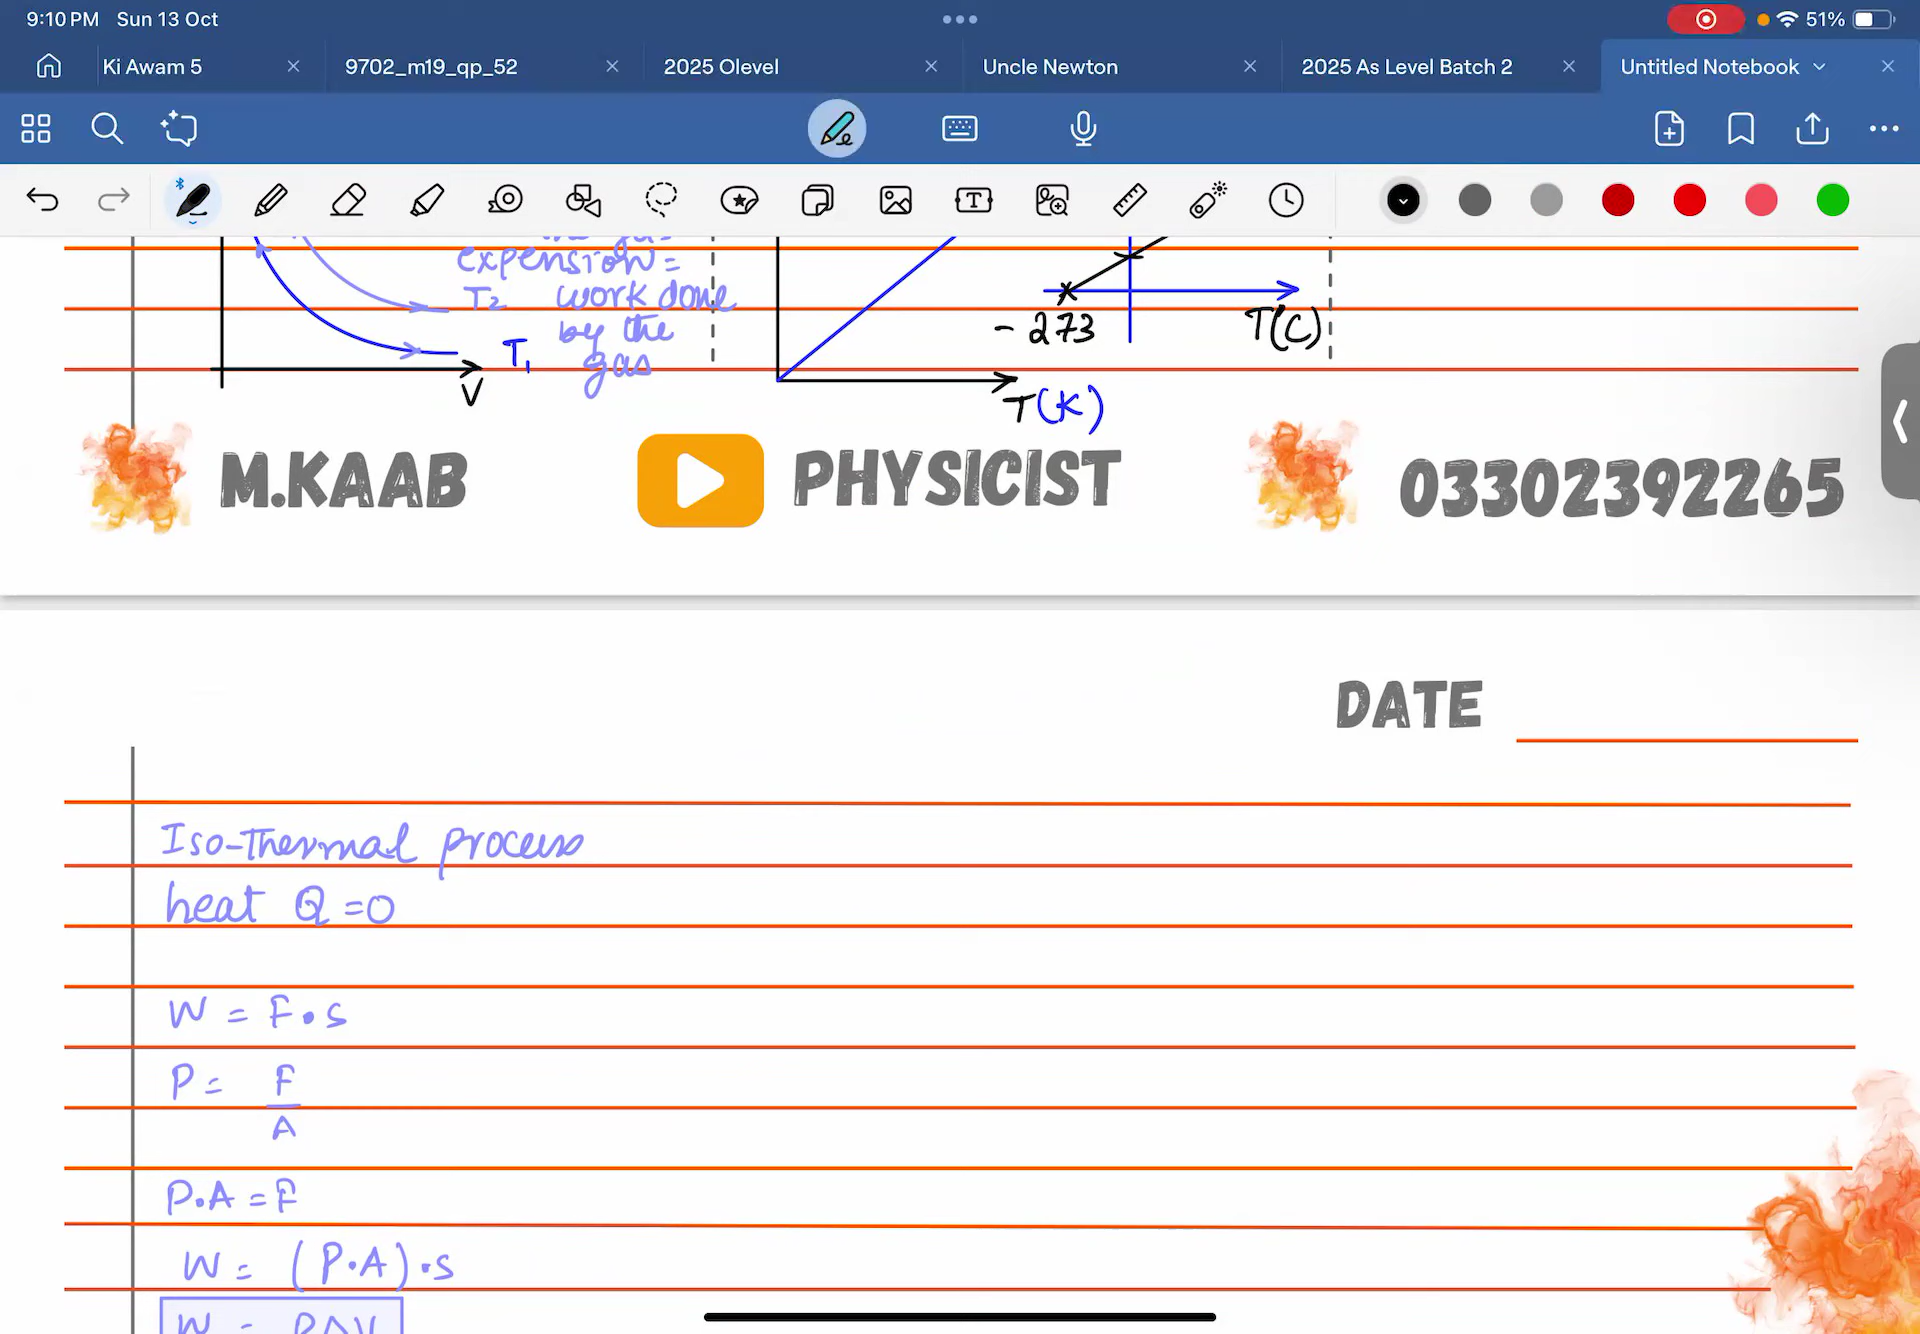 9:10 PM Sun 13 Oct
51%
Ki Awam 5
9702_m19_qp_52
2025 Olevel
Uncle Newton
2025 As Level Batch 2
Untitled Notebook
expension =
T2 work done
by the
gas
T1
V
T(K)
-273
T(C)
M.KAAB
PHYSICIST
03302392265
DATE
Iso-thermal process
heat Q = 0
W = F • s
P = F
A
P.A = F
W = (P•A) • s
W = P∆V